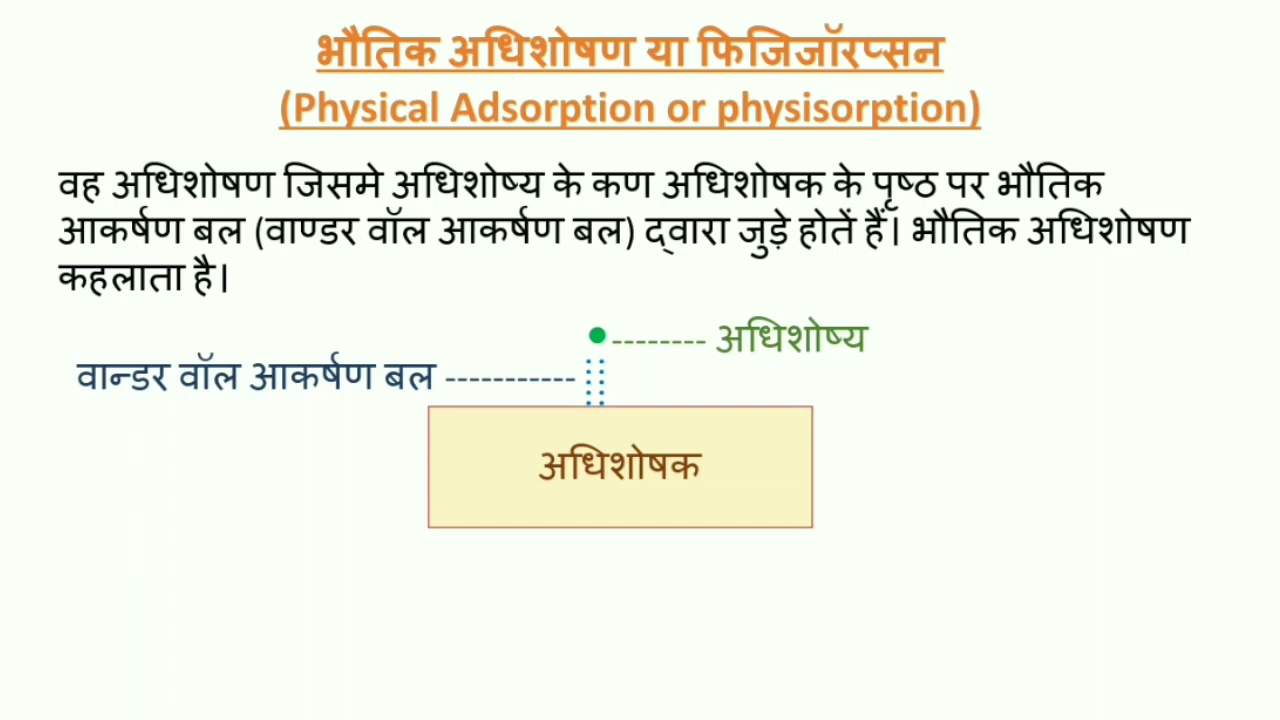 भौतिक अधिशोषण या फिजिजॉरप्सन
(Physical Adsorption or physisorption)
वह अधिशोषण जिसमे अधिशोष्य के कण अधिशोषक के पृष्ठ पर भौतिक
आकर्षण बल (वाण्डर वॉल आकर्षण बल) द्वारा जुड़े होतें हैं। भौतिक अधिशोषण
कहलाता है।
-------- अधिशोष्य
वान्डर वॉल आकर्षण बल -----------
अधिशोषक